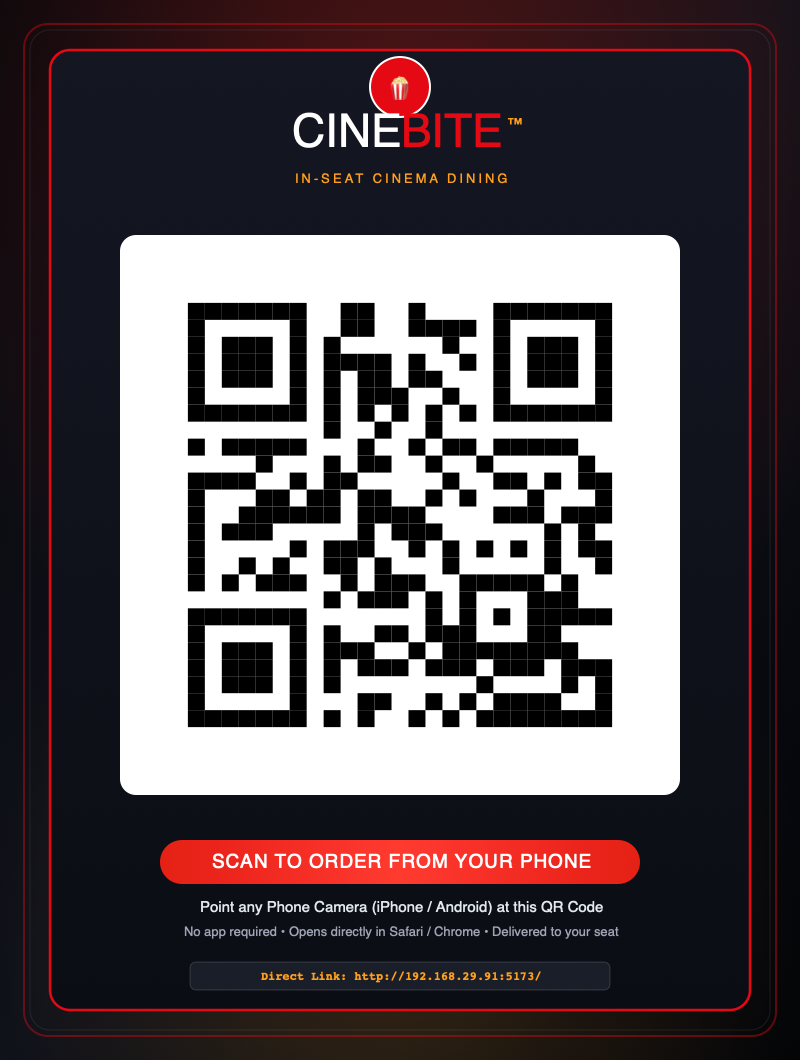 CINEBITE™
IN-SEAT CINEMA DINING
SCAN TO ORDER FROM YOUR PHONE
Point any Phone Camera (iPhone / Android) at this QR Code
No app required • Opens directly in Safari / Chrome • Delivered to your seat
Direct Link: http://192.168.29.91:5173/